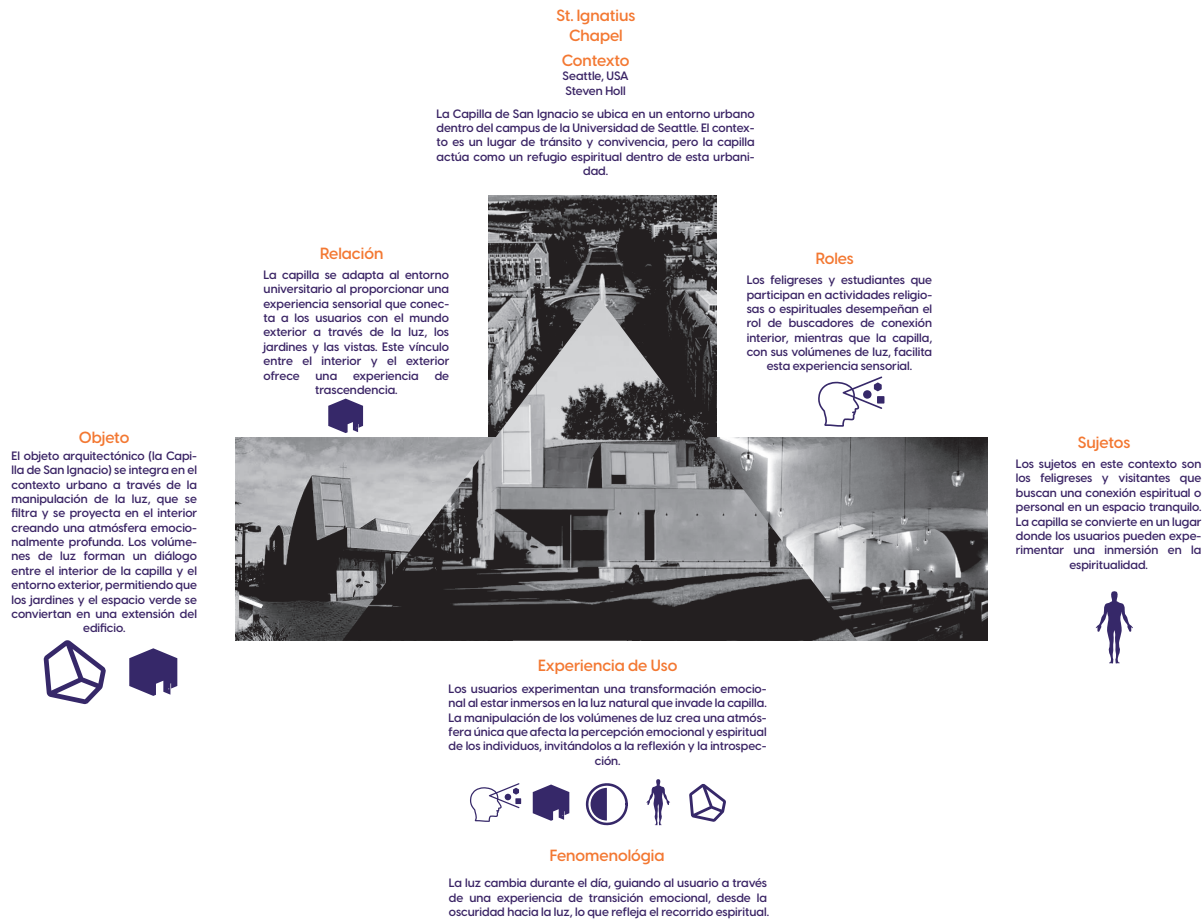 St. Ignatius
Chapel
Contexto
Seattle, USA
Steven Holl
La Capilla de San Ignacio se ubica en un entorno urbano
dentro del campus de la Universidad de Seattle. El contex-
to es un lugar de tránsito y convivencia, pero la capilla
actúa como un refugio espiritual dentro de esta urbani-
dad.
Relación
La capilla se adapta al entorno
universitario al proporcionar una
experiencia sensorial que conec-
ta a los usuarios con el mundo
exterior a través de la luz, los
jardines y las vistas. Este vínculo
entre el interior y el exterior
ofrece una experiencia de
trascendencia.
Roles
Los feligreses y estudiantes que
participan en actividades religio-
sas o espirituales desempeñan el
rol de buscadores de conexión
interior, mientras que la capilla,
con sus volúmenes de luz, facilita
esta experiencia sensorial.
Objeto
El objeto arquitectónico (la Capi-
lla de San Ignacio) se integra en el
contexto urbano a través de la
manipulación de la luz, que se
filtra y se proyecta en el interior
creando una atmósfera emocio-
nalmente profunda. Los volúme-
nes de luz forman un diálogo
entre el interior de la capilla y el
entorno exterior, permitiendo que
los jardines y el espacio verde se
conviertan en una extensión del
edificio.
Sujetos
Los sujetos en este contexto son
los feligreses y visitantes que
buscan una conexión espiritual o
personal en un espacio tranquilo.
La capilla se convierte en un lugar
donde los usuarios pueden expe-
rimentar una inmersión en la
espiritualidad.
Experiencia de Uso
Los usuarios experimentan una transformación emocio-
nal al estar inmersos en la luz natural que invade la capilla.
La manipulación de los volúmenes de luz crea una atmós-
fera única que afecta la percepción emocional y espiritual
de los individuos, invitándolos a la reflexión y la introspec-
ción.
Fenomenológia
La luz cambia durante el día, guiando al usuario a través
de una experiencia de transición emocional, desde la
oscuridad hacia la luz, lo que refleja el recorrido espiritual.